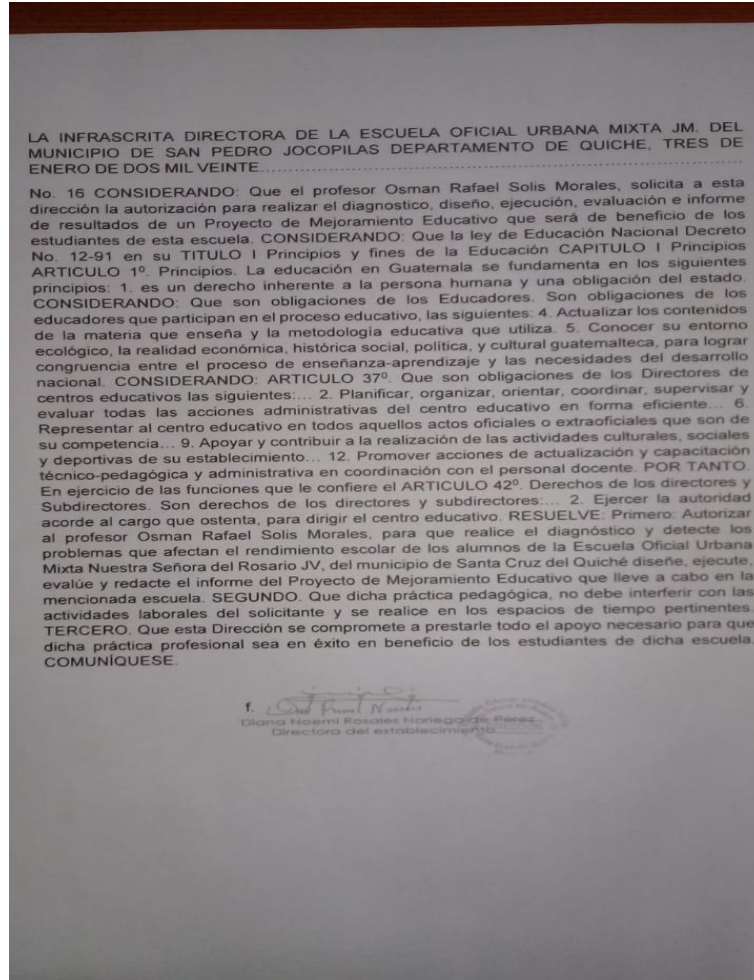 LA INFRASCRITA DIRECTORA DE LA ESCUELA OFICIAL URBANA MIXTA JM. DEL
MUNICIPIO DE SAN PEDRO JOCOPILAS DEPARTAMENTO DE QUICHE, TRES DE
ENERO DE DOS MIL VEINTE……………………………………………………………………
No. 16 CONSIDERANDO: Que el profesor Osman Rafael Solis Morales, solicita a esta
dirección la autorización para realizar el diagnostico, diseño, ejecución, evaluación e informe
de resultados de un Proyecto de Mejoramiento Educativo que será de beneficio de los
estudiantes de esta escuela. CONSIDERANDO: Que la ley de Educación Nacional Decreto
No. 12-91 en su TITULO I Principios y fines de la Educación CAPITULO I Principios
ARTICULO 1º. Principios. La educación en Guatemala se fundamenta en los siguientes
principios: 1. es un derecho inherente a la persona humana y una obligación del estado.
CONSIDERANDO: Que son obligaciones de los Educadores. Son obligaciones de los
educadores que participan en el proceso educativo, las siguientes: 4. Actualizar los contenidos
de la materia que enseña y la metodología educativa que utiliza. 5. Conocer su entorno
ecológico, la realidad económica, histórica social, política, y cultural guatemalteca, para lograr
congruencia entre el proceso de enseñanza-aprendizaje y las necesidades del desarrollo
nacional. CONSIDERANDO: ARTICULO 37º. Que son obligaciones de los Directores de
centros educativos las siguientes:… 2. Planificar, organizar, orientar, coordinar, supervisar y
evaluar todas las acciones administrativas del centro educativo en forma eficiente… 6.
Representar al centro educativo en todos aquellos actos oficiales o extraoficiales que son de
su competencia… 9. Apoyar y contribuir a la realización de las actividades culturales, sociales
y deportivas de su establecimiento… 12. Promover acciones de actualización y capacitación
técnico-pedagógica y administrativa en coordinación con el personal docente. POR TANTO.
En ejercicio de las funciones que le confiere el ARTICULO 42º. Derechos de los directores y
Subdirectores. Son derechos de los directores y subdirectores:… 2. Ejercer la autoridad
acorde al cargo que ostenta, para dirigir el centro educativo. RESUELVE: Primero: Autorizar
al profesor Osman Rafael Solis Morales, para que realice el diagnóstico y detecte los
problemas que afectan el rendimiento escolar de los alumnos de la Escuela Oficial Urbana
Mixta Nuestra Señora del Rosario JV, del municipio de Santa Cruz del Quiché diseñe, ejecute,
evalúe y redacte el informe del Proyecto de Mejoramiento Educativo que lleve a cabo en la
mencionada escuela. SEGUNDO. Que dicha práctica pedagógica, no debe interferir con las
actividades laborales del solicitante y se realice en los espacios de tiempo pertinentes.
TERCERO. Que esta Dirección se compromete a prestarle todo el apoyo necesario para que
dicha práctica profesional sea en éxito en beneficio de los estudiantes de dicha escuela.
COMUNÍQUESE.
f.
Diana Noemi Rosales Noriega de Pérez
Directora del establecimiento